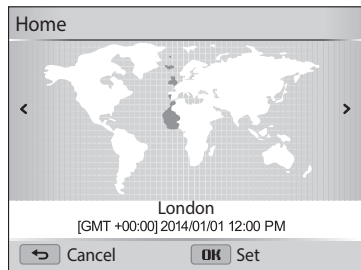 Home
London
[GMT +00:00] 2014/01/01 12:00 PM
Cancel
OK Set